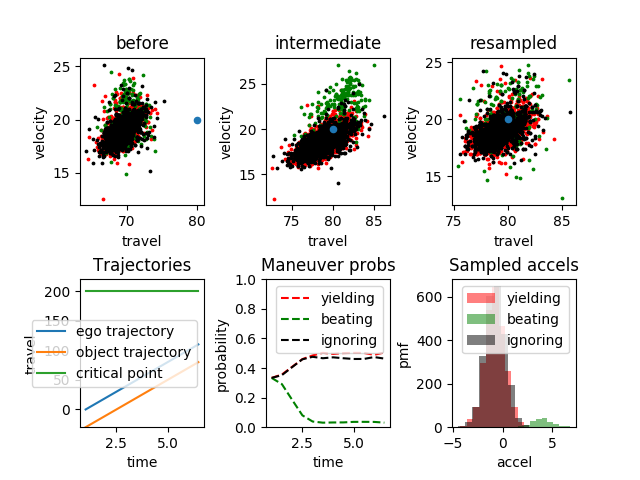 before
intermediate
resampled
25
20
15
velocity
70
80
travel
25
20
15
velocity
75
80
85
travel
25
20
15
velocity
75
80
85
travel
Trajectories
Maneuver probs
Sampled accels
200
150
100
50
0
travel
ego trajectory
object trajectory
critical point
2.5
5.0
time
1.0
0.8
0.6
0.4
0.2
0.0
probability
yielding
beating
ignoring
2.5
5.0
time
600
400
200
0
pmf
yielding
beating
ignoring
−5
0
5
accel